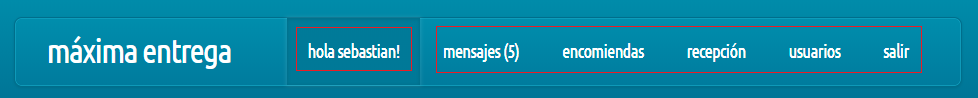 máxima entrega hola sebastian! mensajes (5) encomiendas recepción usuarios salir